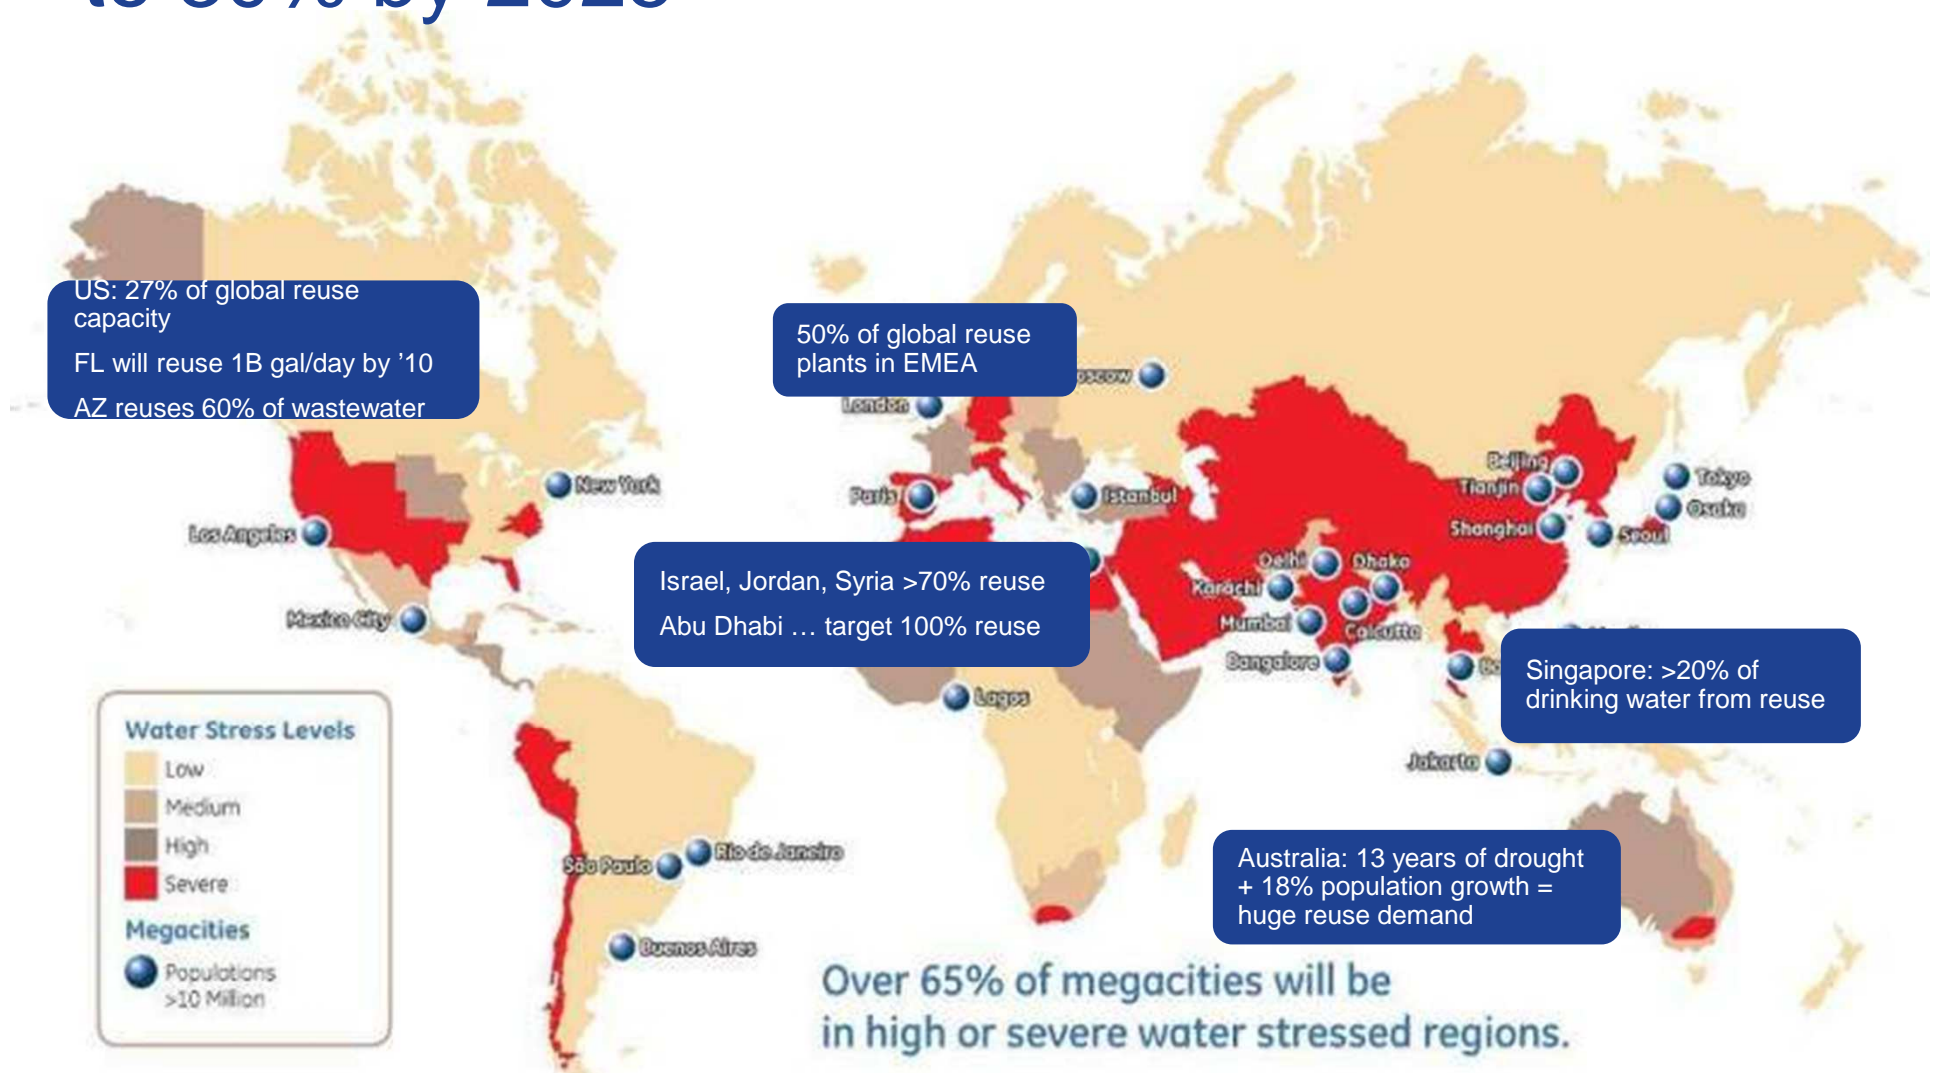 to 30% by 2025
US: 27% of global reuse
capacity
FL will reuse 1B gal/day by ’10
AZ reuses 60% of wastewater
50% of global reuse
plants in EMEA
oscow
London
New York
Paris
Istanbul
Beijing
Tianjin
Tokyo
Osaka
Shanghai
Seoul
Los Angeles
Delhi
Dhaka
Karachi
Mumbai
Calcutta
Bangalore
Mexico City
Israel, Jordan, Syria >70% reuse
Abu Dhabi … target 100% reuse
Lagos
Singapore: >20% of
drinking water from reuse
Jakarta
Water Stress Levels
Low
Medium
High
Severe
Megacities
Populations
>10 Million
São Paulo
Rio de Janeiro
Buenos Aires
Australia: 13 years of drought
+ 18% population growth =
huge reuse demand
Over 65% of megacities will be
in high or severe water stressed regions.